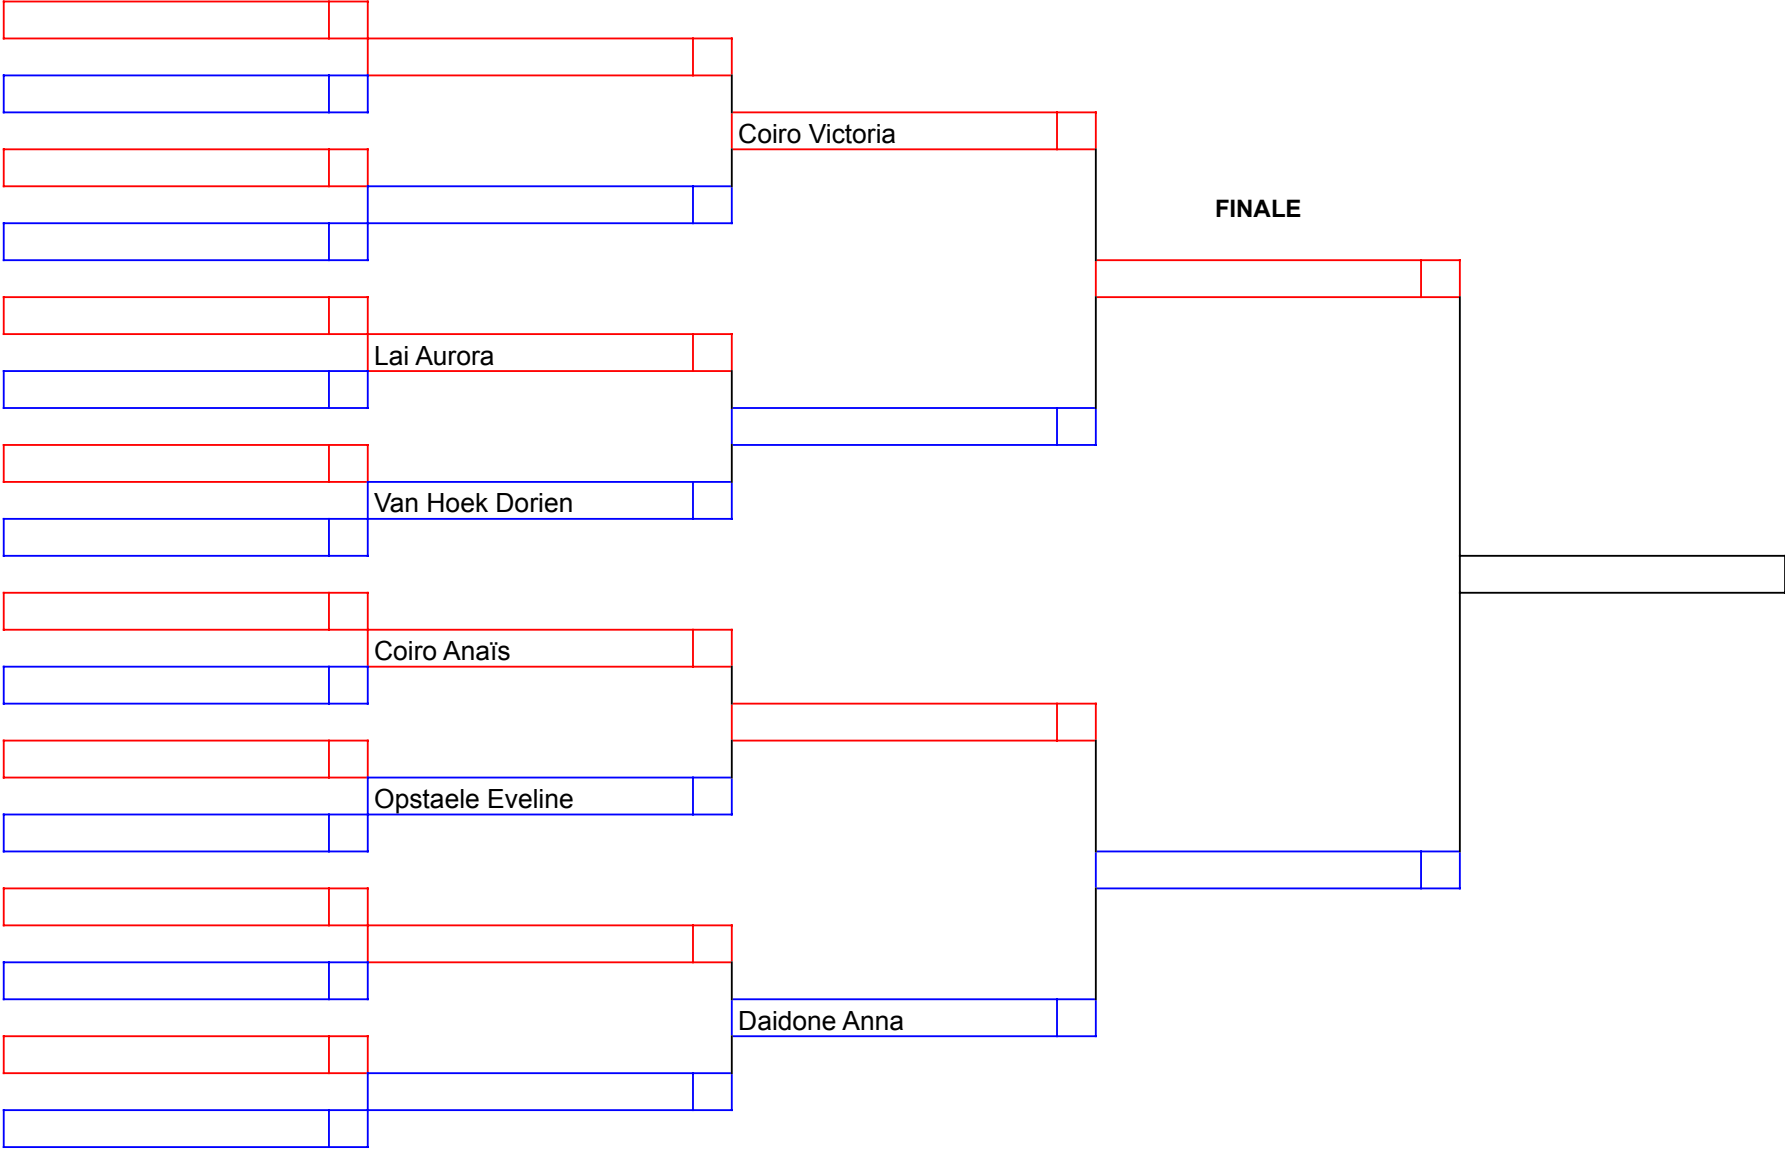 Coiro Victoria
FINALE
Lai Aurora
Van Hoek Dorien
Coiro Anaïs
Opstaele Eveline
Daidone Anna